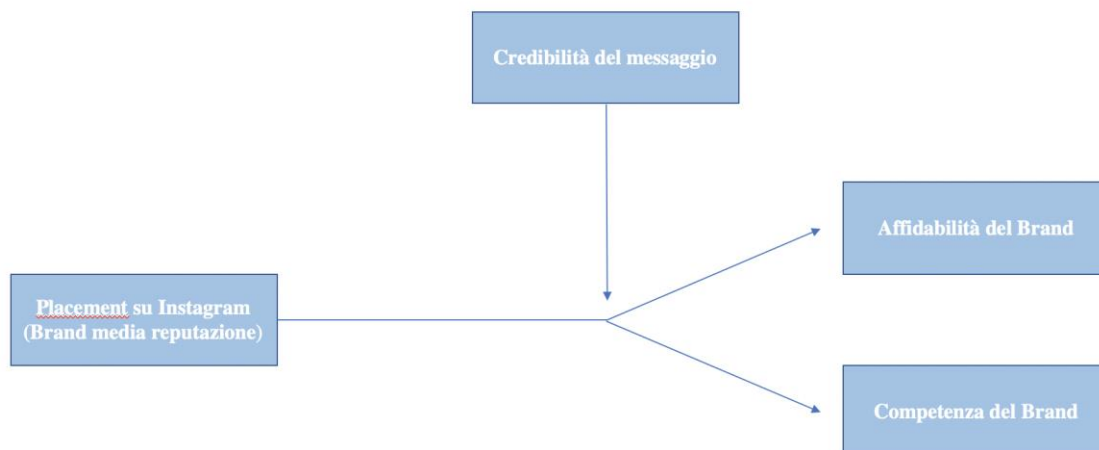 Credibilità del messaggio
Affidabilità del Brand
Placement su Instagram
(Brand media reputazione)
Competenza del Brand